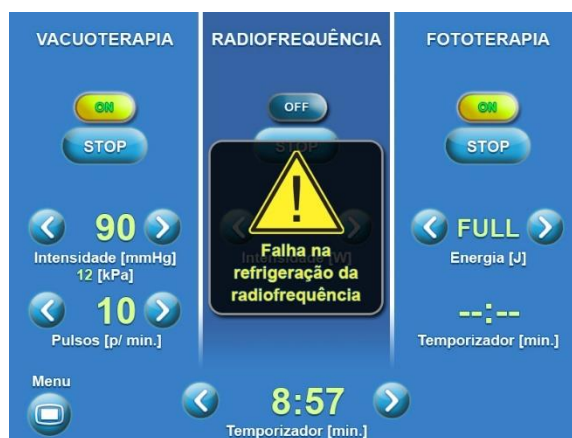 VACUOTERAPIA
ON
STOP
90
Intensidade [mmHg]
12 [kPa]
10
Pulsos [p/ min.]
Menu
RADIOFREQUÊNCIA
OFF
STOP
Intensidade [W]
!
Falha na
refrigeração da
radiofrequência
8:57
Temporizador [min.]
FOTOTERAPIA
ON
STOP
FULL
Energia [J]
--:--
Temporizador [min.]